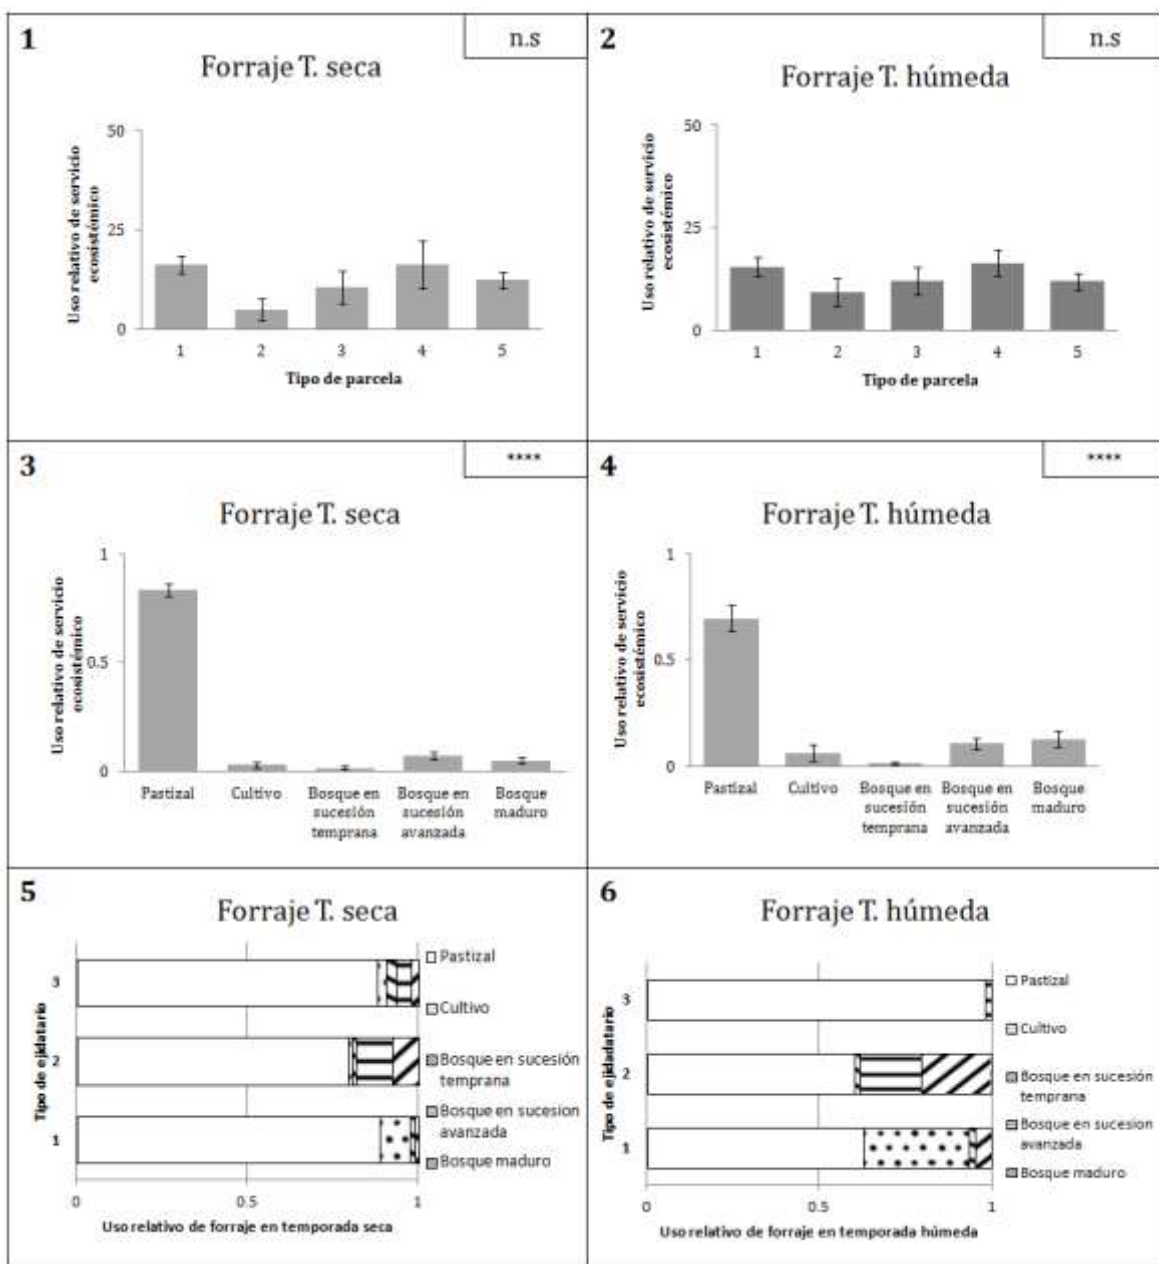 1
n.s
Forraje T. seca
50
25
0
Uso relativo de servicio
ecosistémico
1 2 3 4 5
Tipo de parcela
2
n.s
Forraje T. húmeda
50
25
0
Uso relativo de servicio
ecosistémico
1 2 3 4 5
Tipo de parcela
3
****
Forraje T. seca
1
0.5
0
Uso relativo de servicio
ecosistémico
Pastizal Cultivo Bosque en Bosque en Bosque
sucesión sucesión maduro
temprana avanzada
4
****
Forraje T. húmeda
1
0.5
0
Uso relativo de servicio
ecosistémico
Pastizal Cultivo Bosque en Bosque en Bosque
sucesión sucesión maduro
temprana avanzada
5
Forraje T. seca
Tipo de ejidatario
3
2
1
0 0.5 1
Uso relativo de forraje en temporada seca
Pastizal
Cultivo
Bosque en sucesión
temprana
Bosque en sucesion
avanzada
Bosque maduro
6
Forraje T. húmeda
Tipo de ejidadatario
3
2
1
0 0.5 1
Uso relativo de forraje en temporada húmeda
Pastizal
Cultivo
Bosque en sucesión
temprana
Bosque en sucesion
avanzada
Bosque maduro